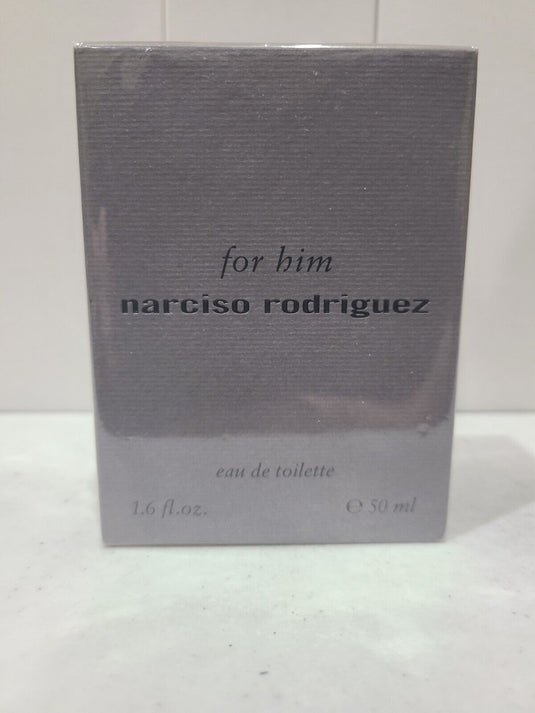 for him
narciso rodriguez
eau de toilette
1.6 fl.oz. ℮ 50 ml